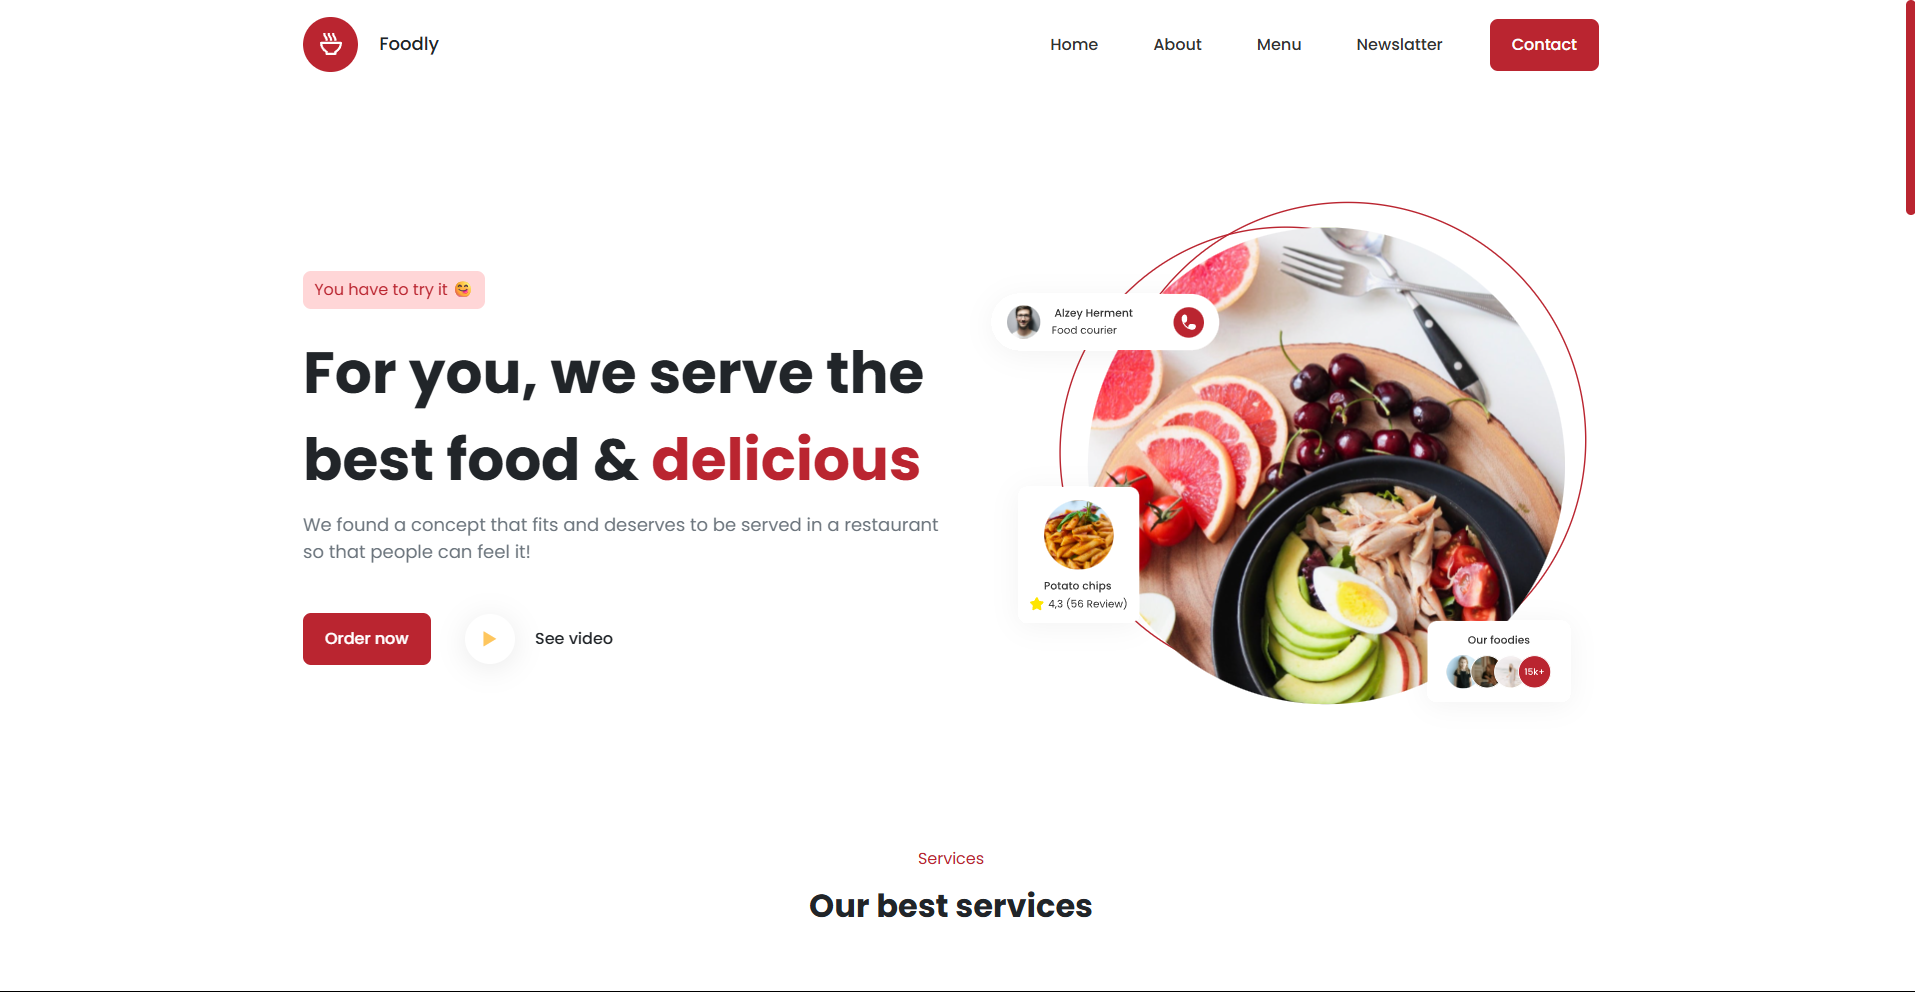 Foodly
Home
About
Menu
Newslatter
Contact
You have to try it 😋
For you, we serve the
best food & delicious
We found a concept that fits and deserves to be served in a restaurant
so that people can feel it!
Order now
See video
Alzey Herment
Food courier
Potato chips
4,3 (56 Review)
Our foodies
15k+
Services
Our best services